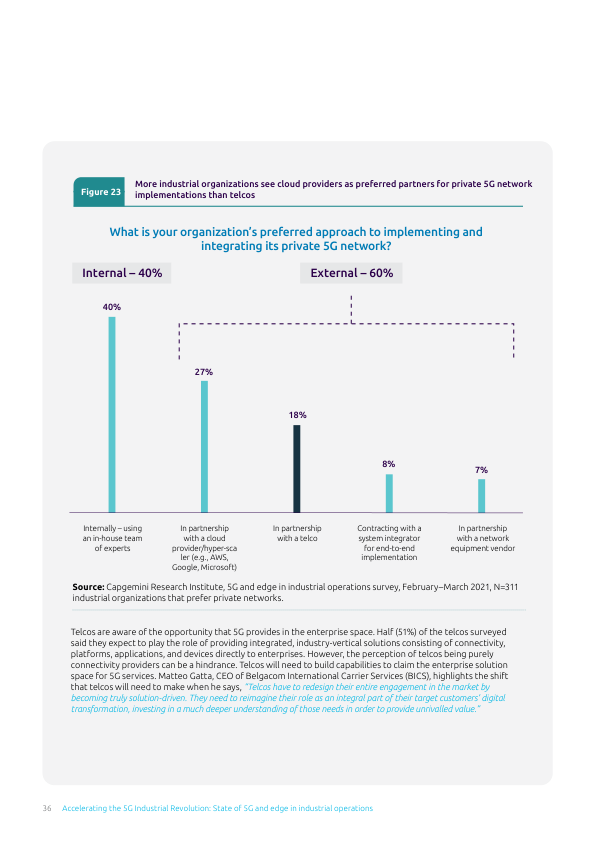 Figure 23
More industrial organizations see cloud providers as preferred partners for private 5G network
implementations than telcos
What is your organization's preferred approach to implementing and
integrating its private 5G network?
Internal – 40%
External – 60%
40%
27%
18%
8%
7%
Internally – using
an in-house team
of experts
In partnership
with a cloud
provider/hyper-sca
ler (e.g., AWS,
Google, Microsoft)
In partnership
with a telco
Contracting with a
system integrator
for end-to-end
implementation
In partnership
with a network
equipment vendor
Source: Capgemini Research Institute, 5G and edge in industrial operations survey, February–March 2021, N=311
industrial organizations that prefer private networks.
Telcos are aware of the opportunity that 5G provides in the enterprise space. Half (51%) of the telcos surveyed
said they expect to play the role of providing integrated, industry-vertical solutions consisting of connectivity,
platforms, applications, and devices directly to enterprises. However, the perception of telcos being purely
connectivity providers can be a hindrance. Telcos will need to build capabilities to claim the enterprise solution
space for 5G services. Matteo Gatta, CEO of Belgacom International Carrier Services (BICS), highlights the shift
that telcos will need to make when he says, "Telcos have to redesign their entire engagement in the market by
becoming truly solution-driven. They need to reimagine their role as an integral part of their target customers' digital
transformation, investing in a much deeper understanding of those needs in order to provide unrivalled value."
36 Accelerating the 5G Industrial Revolution: State of 5G and edge in industrial operations